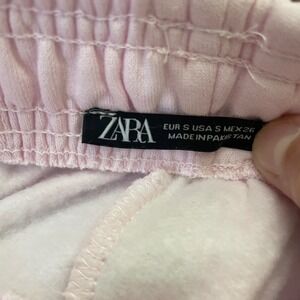 ZARA
EUR S USA S MEX 26
MADE IN PAKISTAN